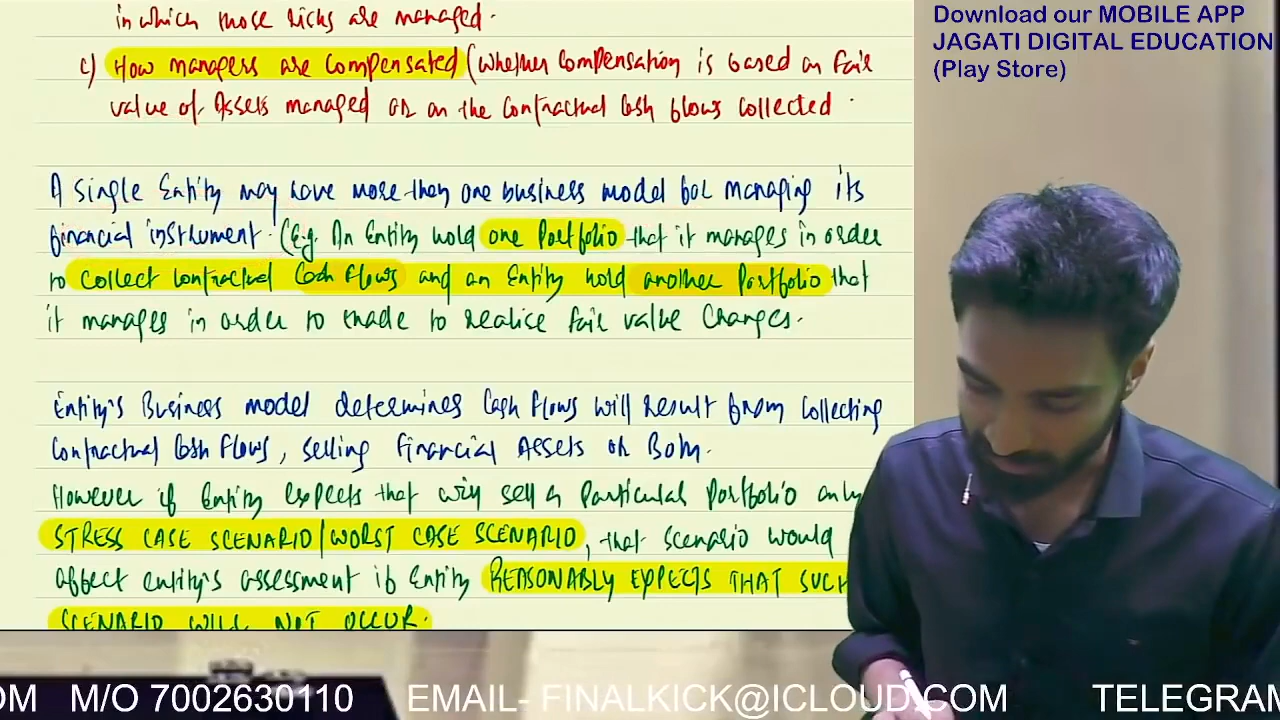 in which those risks are managed.
c) How managers are compensated (whether compensation is based on fair
value of Assets managed or on the contractual cash flows collected.
A single Entity may have more than one business model for managing its
financial instrument. (E.g. An Entity hold one Portfolio that it manages in order
to collect contractual cash flows and an Entity hold another Portfolio that
it manages in order to trade to realise fair value changes.
Entity's Business model determines cash flows will result from collecting
contractual cash flows, selling Financial Assets or Both.
However if Entity expects that will sell a Particular Portfolio only
STRESS CASE SCENARIO/WORST CASE SCENARIO, that scenario would
affect entity's assessment if Entity REASONABLY EXPECTS THAT SUCH
SCENARIO WILL NOT OCCUR.
Download our MOBILE APP
JAGATI DIGITAL EDUCATION
(Play Store)
OM M/O 7002630110 EMAIL- FINALKICK@ICLOUD.COM TELEGRAM